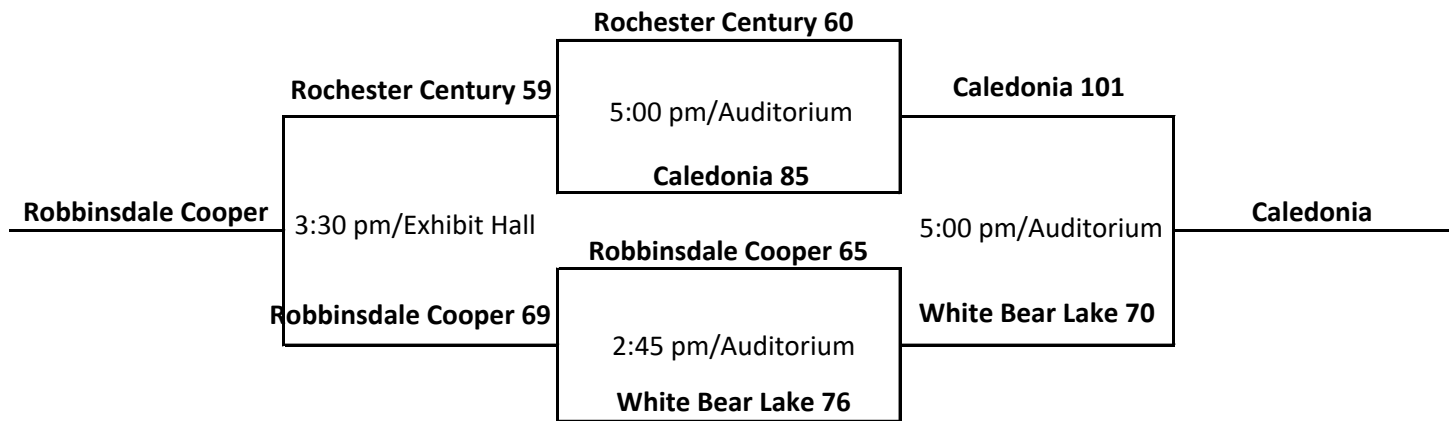 Rochester Century 60
Rochester Century 59
Caledonia 101
5:00 pm/Auditorium
Caledonia 85
Robbinsdale Cooper
3:30 pm/Exhibit Hall
5:00 pm/Auditorium
Caledonia
Robbinsdale Cooper 65
Robbinsdale Cooper 69
White Bear Lake 70
2:45 pm/Auditorium
White Bear Lake 76